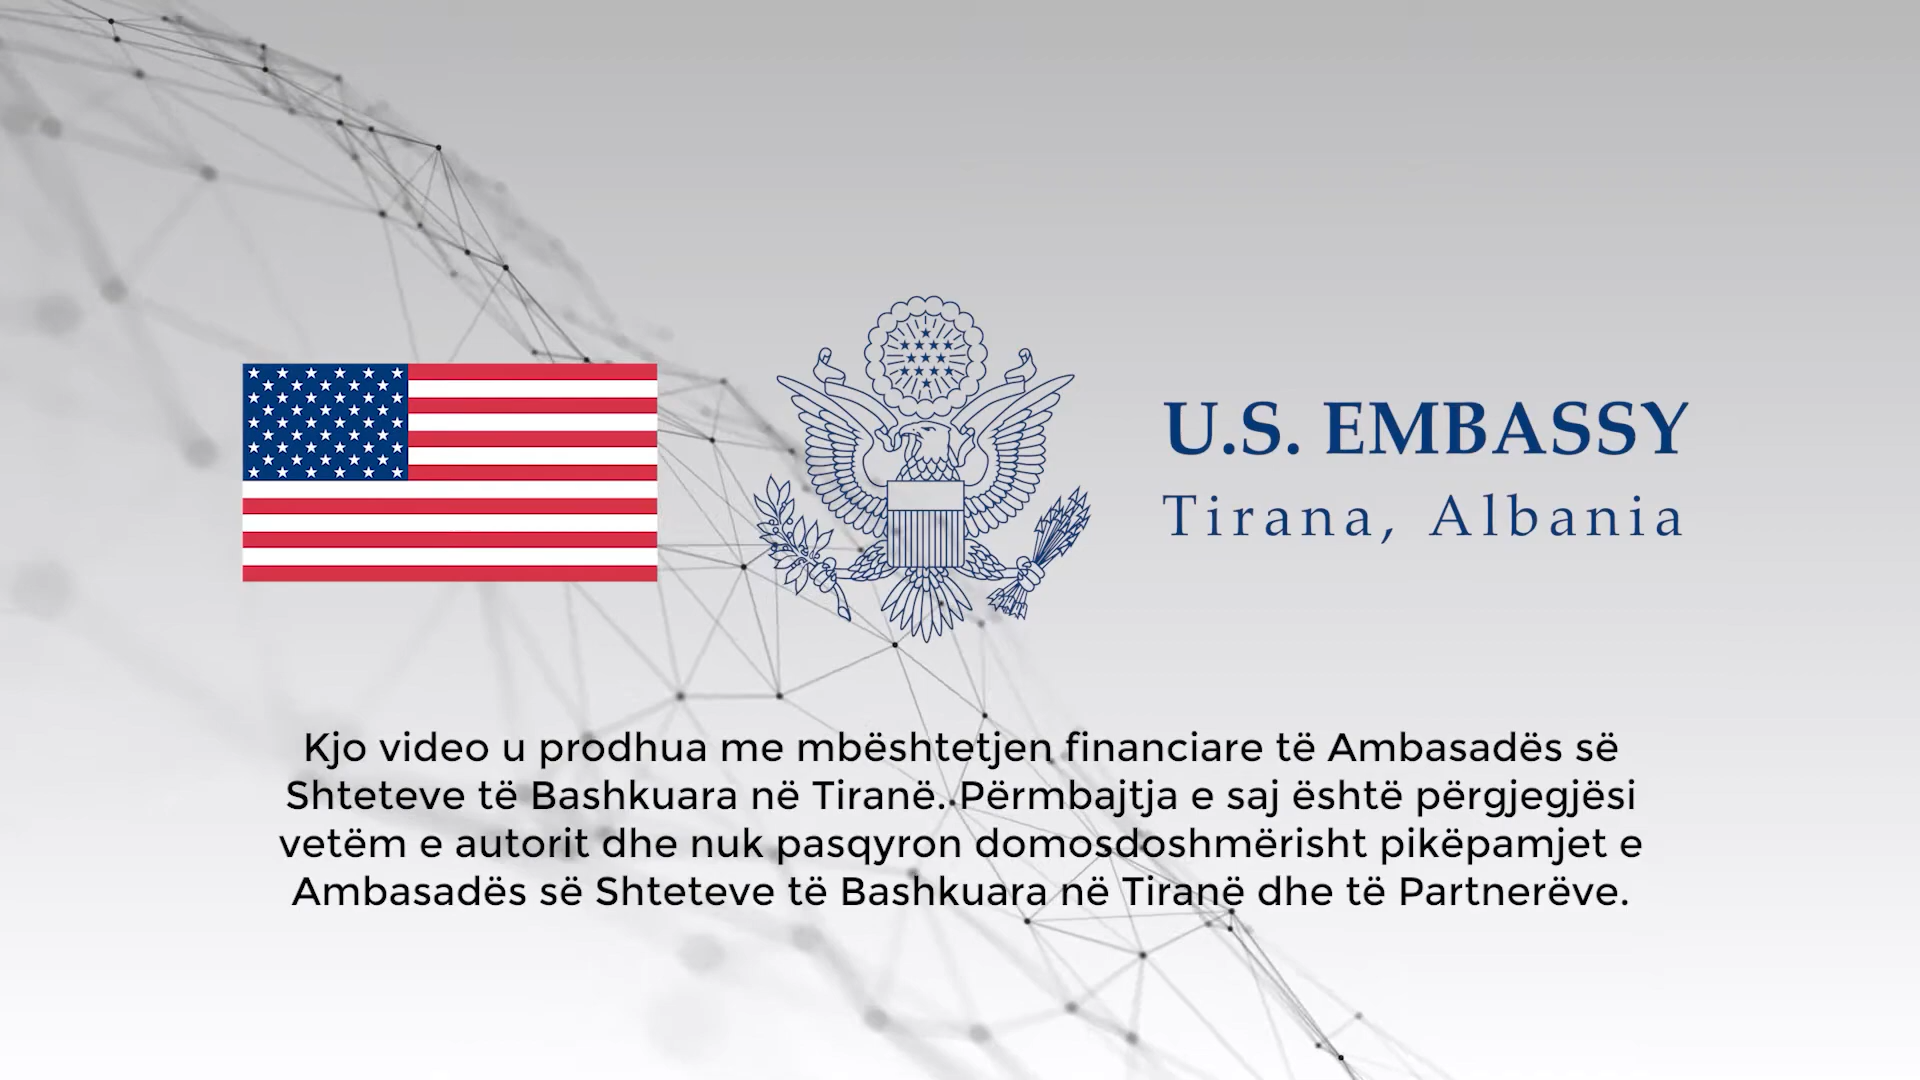 U.S. EMBASSY
Tirana, Albania
Kjo video u prodhua me mbështetjen financiare të Ambasadës së
Shteteve të Bashkuara në Tiranë. Përmbajtja e saj është përgjegjësi
vetëm e autorit dhe nuk pasqyron domosdoshmërisht pikëpamjet e
Ambasadës së Shteteve të Bashkuara në Tiranë dhe të Partnerëve.